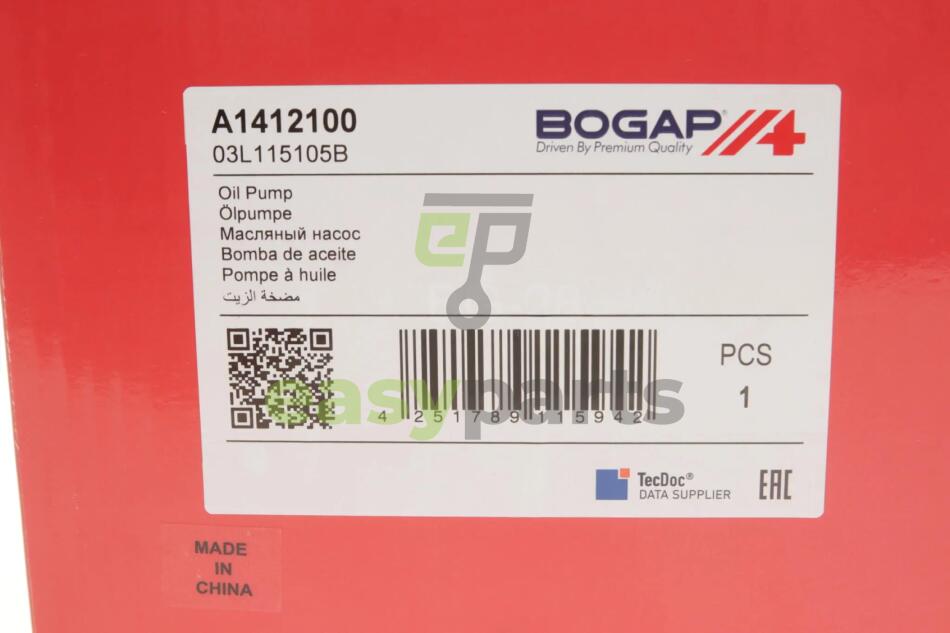 A1412100
03L115105B
BOGAP
Driven By Premium Quality
Oil Pump
Ölpumpe
Масляный насос
Bomba de aceite
Pompe à huile
مضخة الزيت
ep
easyparts
PCS
1
4 251789 115942
TecDoc®
DATA SUPPLIER
EAC
MADE
IN
CHINA